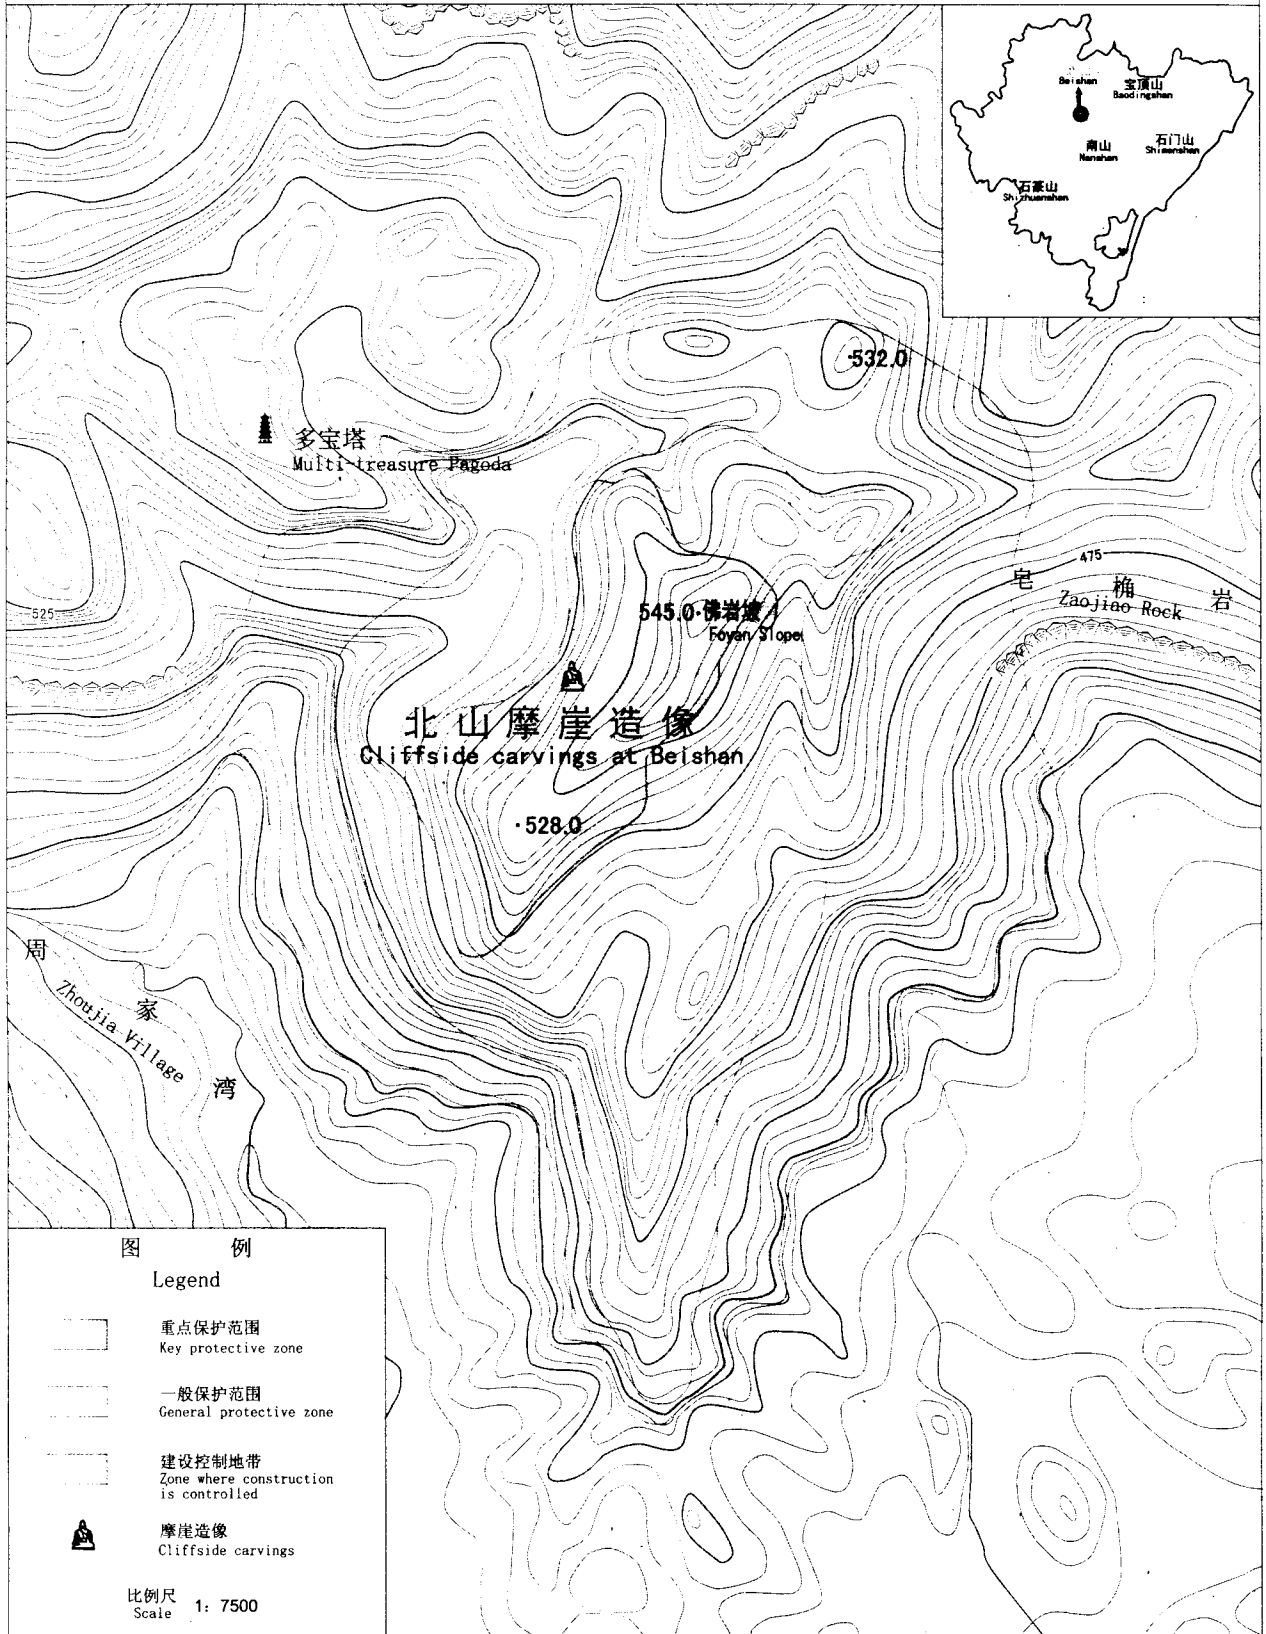 Beishan
宝顶山
Baodingshan
南山
Nanshan
石门山
Shimenshan
石篆山
Shizhuanshan
·532.0
多宝塔
Multi-treasure Pagoda
475
皂桷岩
Zaojiao Rock
525
545.0·佛岩坡
Foyan Slope
北山摩崖造像
Cliffside carvings at Beishan
·528.0
周家湾
Zhoujia Village
图例
Legend
重点保护范围
Key protective zone
一般保护范围
General protective zone
建设控制地带
Zone where construction
is controlled
摩崖造像
Cliffside carvings
比例尺 1: 7500
Scale